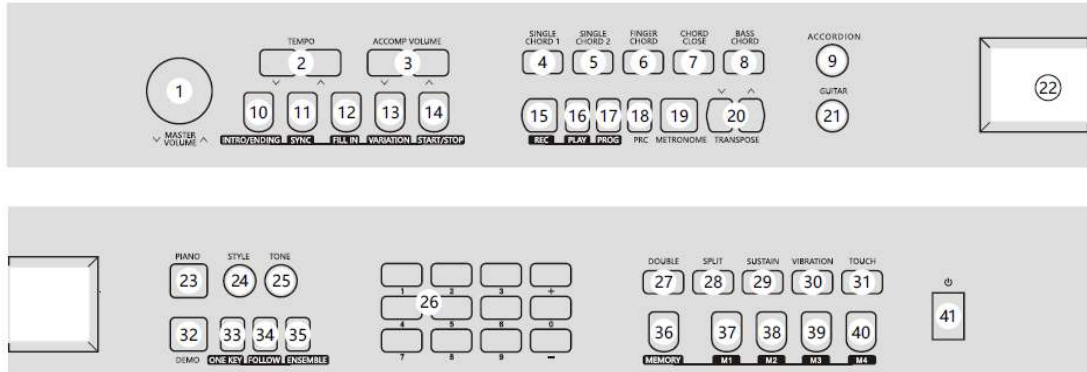 TEMPO ACCOMP VOLUME SINGLE CHORD 1 SINGLE CHORD 2 FINGER CHORD CHORD CLOSE BASS CHORD ACCORDION
1 2 3 4 5 6 7 8 9 22
GUITAR
10 11 12 13 14 15 16 17 18 19 20 21
MASTER VOLUME INTRO/ENDING SYNC FILL IN VARIATION START/STOP REC PLAY PROG PRC METRONOME TRANSPOSE
PIANO STYLE TONE DOUBLE SPLIT SUSTAIN VIBRATION TOUCH
23 24 25 27 28 29 30 31
1 2 3 +
26
4 5 6 0
7 8 9 −
32 33 34 35 36 37 38 39 40 41
DEMO ONE KEY FOLLOW ENSEMBLE MEMORY M1 M2 M3 M4